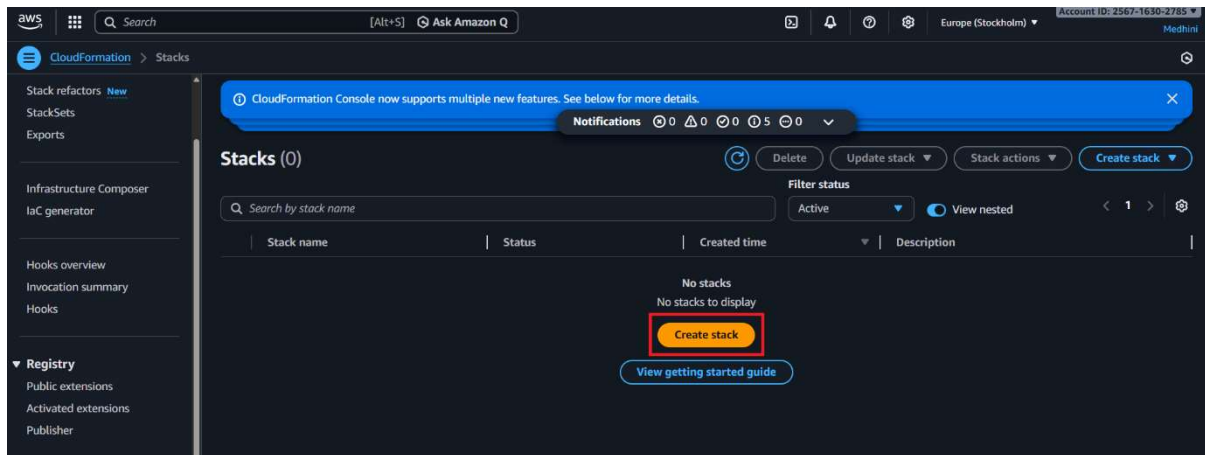 aws Search [Alt+S] Ask Amazon Q Europe (Stockholm) Account ID: 2567-1630-2785
Medhini
CloudFormation > Stacks
Stack refactors New
StackSets
Exports
Infrastructure Composer
IaC generator
Hooks overview
Invocation summary
Hooks
Registry
Public extensions
Activated extensions
Publisher
CloudFormation Console now supports multiple new features. See below for more details.
Notifications 0 0 0 5 0
Stacks (0) Delete Update stack Stack actions Create stack
Filter status
Search by stack name Active View nested < 1 >
Stack name Status Created time Description
No stacks
No stacks to display
Create stack
View getting started guide